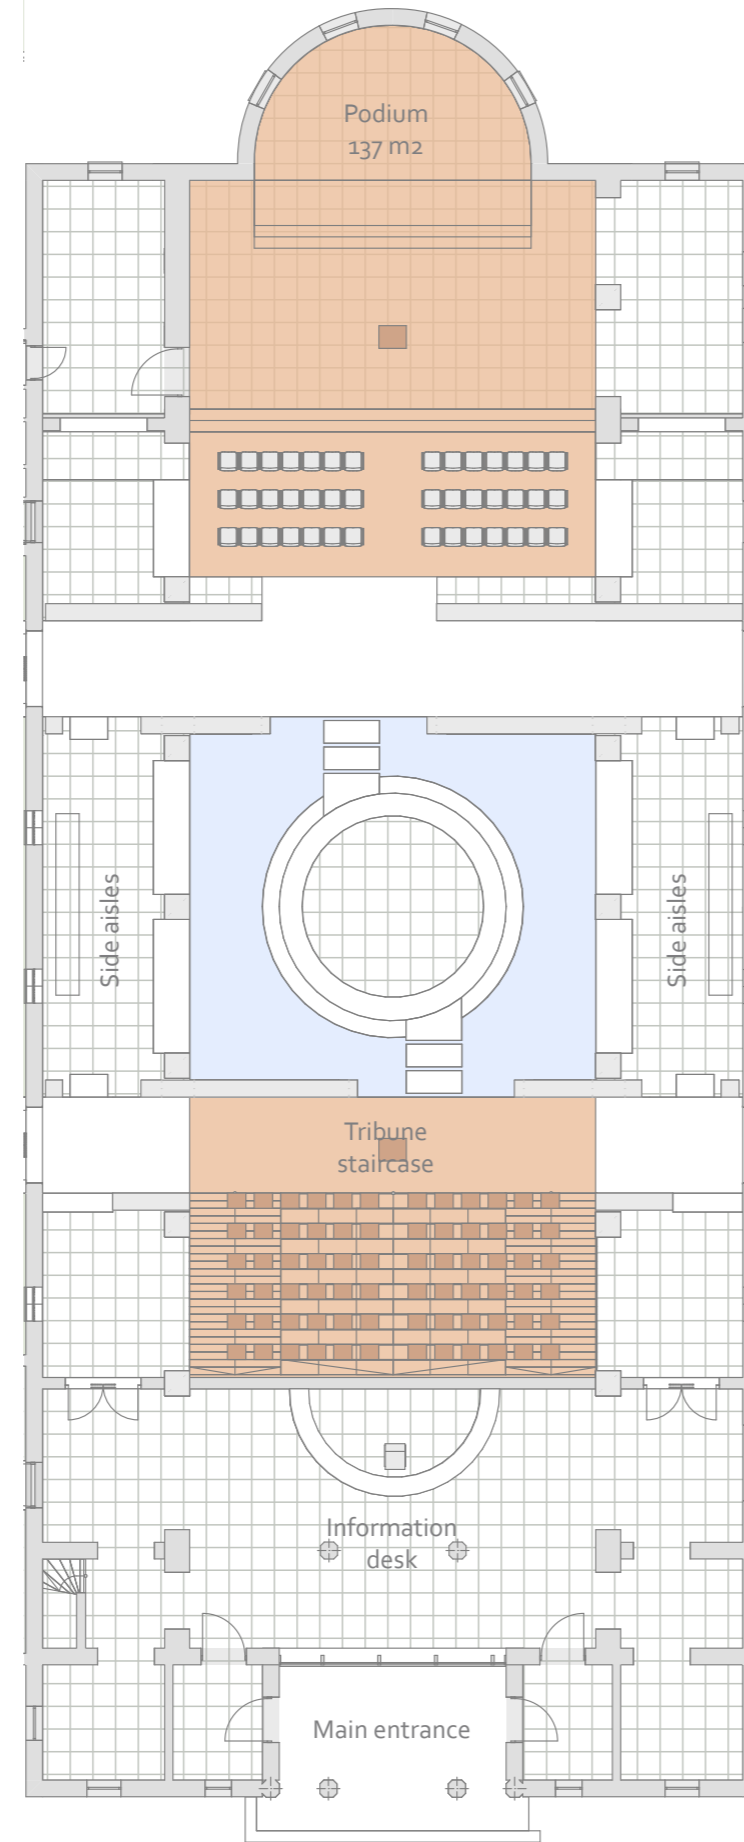 Podium
137 m2
Side aisles
Side aisles
Tribune
staircase
Information
desk
Main entrance